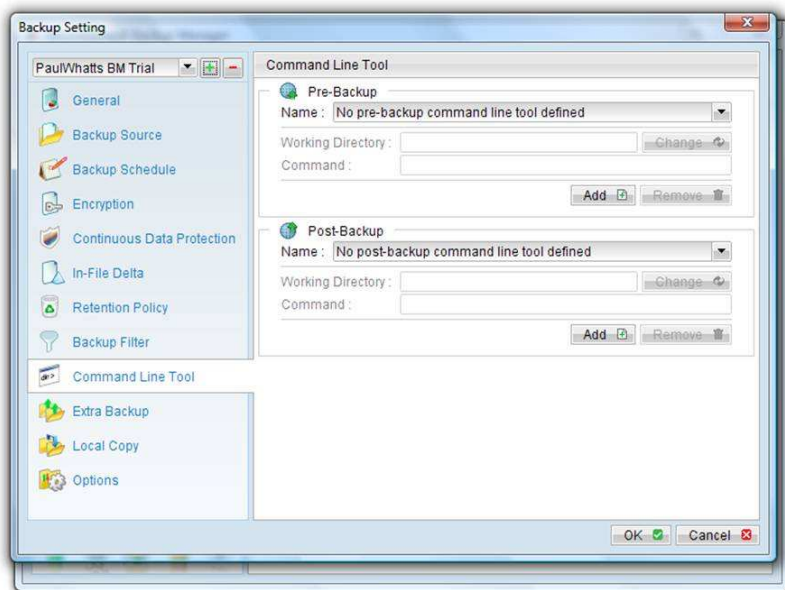 Backup Setting
PaulWhatts BM Trial
General
Backup Source
Backup Schedule
Encryption
Continuous Data Protection
In-File Delta
Retention Policy
Backup Filter
Command Line Tool
Extra Backup
Local Copy
Options
Command Line Tool
Pre-Backup
Name : No pre-backup command line tool defined
Working Directory : Change
Command :
Add Remove
Post-Backup
Name : No post-backup command line tool defined
Working Directory : Change
Command :
Add Remove
OK Cancel